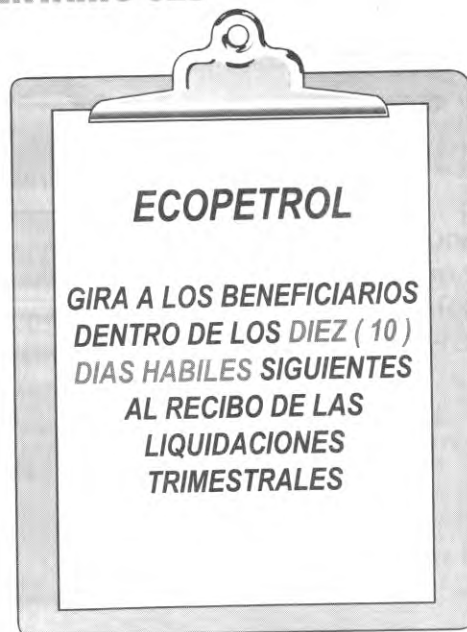 ECOPETROL
GIRA A LOS BENEFICIARIOS
DENTRO DE LOS DIEZ ( 10 )
DIAS HABILES SIGUIENTES
AL RECIBO DE LAS
LIQUIDACIONES
TRIMESTRALES